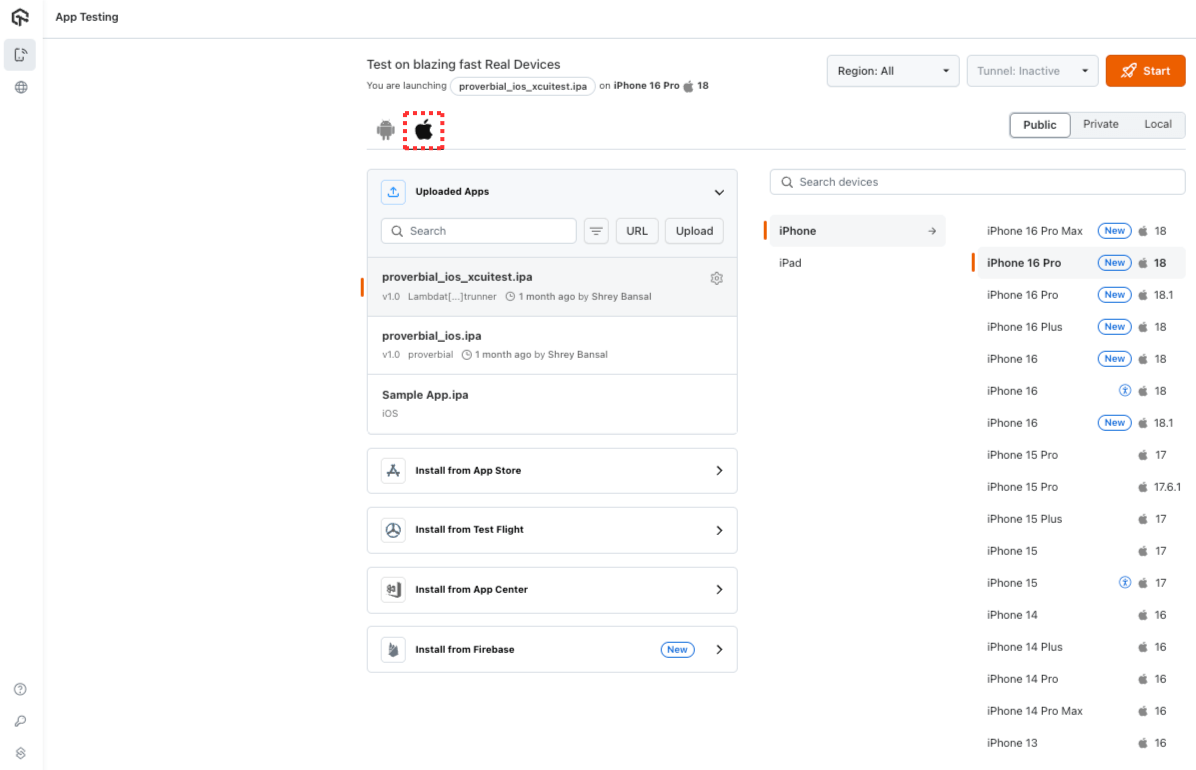 App Testing
Test on blazing fast Real Devices
You are launching proverbial_ios_xcuitest.ipa on iPhone 16 Pro 18
Region: All
Tunnel: Inactive
Start
Public Private Local
Uploaded Apps
Search
URL
Upload
proverbial_ios_xcuitest.ipa
v1.0 Lambdat[...]trunner 1 month ago by Shrey Bansal
proverbial_ios.ipa
v1.0 proverbial 1 month ago by Shrey Bansal
Sample App.ipa
iOS
Install from App Store
Install from Test Flight
Install from App Center
Install from Firebase New
Search devices
iPhone
iPad
iPhone 16 Pro Max New 18
iPhone 16 Pro New 18
iPhone 16 Pro New 18.1
iPhone 16 Plus New 18
iPhone 16 New 18
iPhone 16 18
iPhone 16 New 18.1
iPhone 15 Pro 17
iPhone 15 Pro 17.6.1
iPhone 15 Plus 17
iPhone 15 17
iPhone 15 17
iPhone 14 16
iPhone 14 Plus 16
iPhone 14 Pro 16
iPhone 14 Pro Max 16
iPhone 13 16